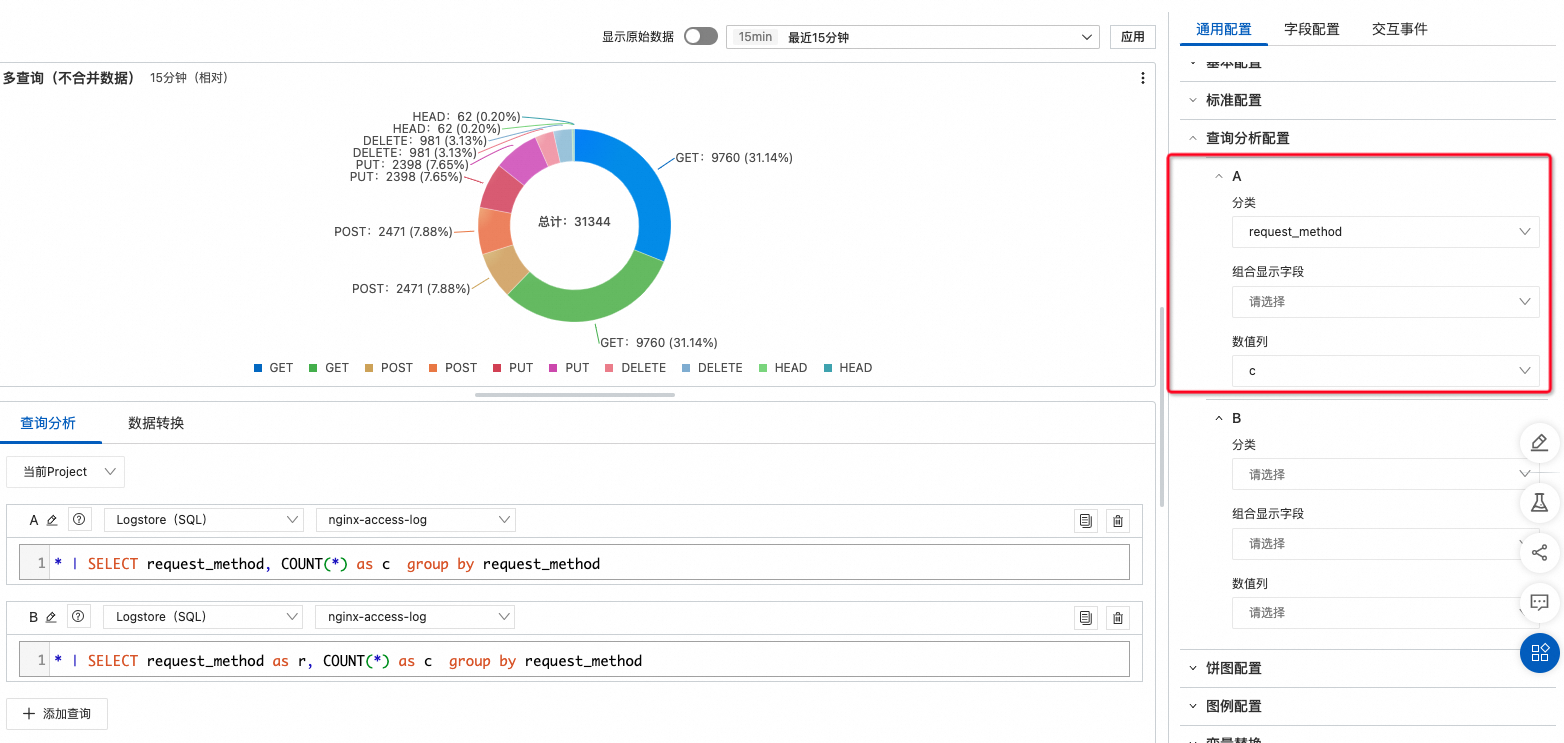 显示原始数据
15min 最近15分钟
应用
多查询（不合并数据） 15分钟（相对）
HEAD：62 (0.20%)
HEAD：62 (0.20%)
DELETE：981 (3.13%)
DELETE：981 (3.13%)
PUT：2398 (7.65%)
PUT：2398 (7.65%)
GET：9760 (31.14%)
总计：31344
POST：2471 (7.88%)
POST：2471 (7.88%)
GET：9760 (31.14%)
GET GET POST POST PUT PUT DELETE DELETE HEAD HEAD
查询分析 数据转换
当前Project
A Logstore（SQL） nginx-access-log
1 * | SELECT request_method, COUNT(*) as c group by request_method
B Logstore（SQL） nginx-access-log
1 * | SELECT request_method as r, COUNT(*) as c group by request_method
添加查询
通用配置 字段配置 交互事件
基本配置
标准配置
查询分析配置
A
分类
request_method
组合显示字段
请选择
数值列
c
B
分类
请选择
组合显示字段
请选择
数值列
请选择
饼图配置
图例配置
变量替换